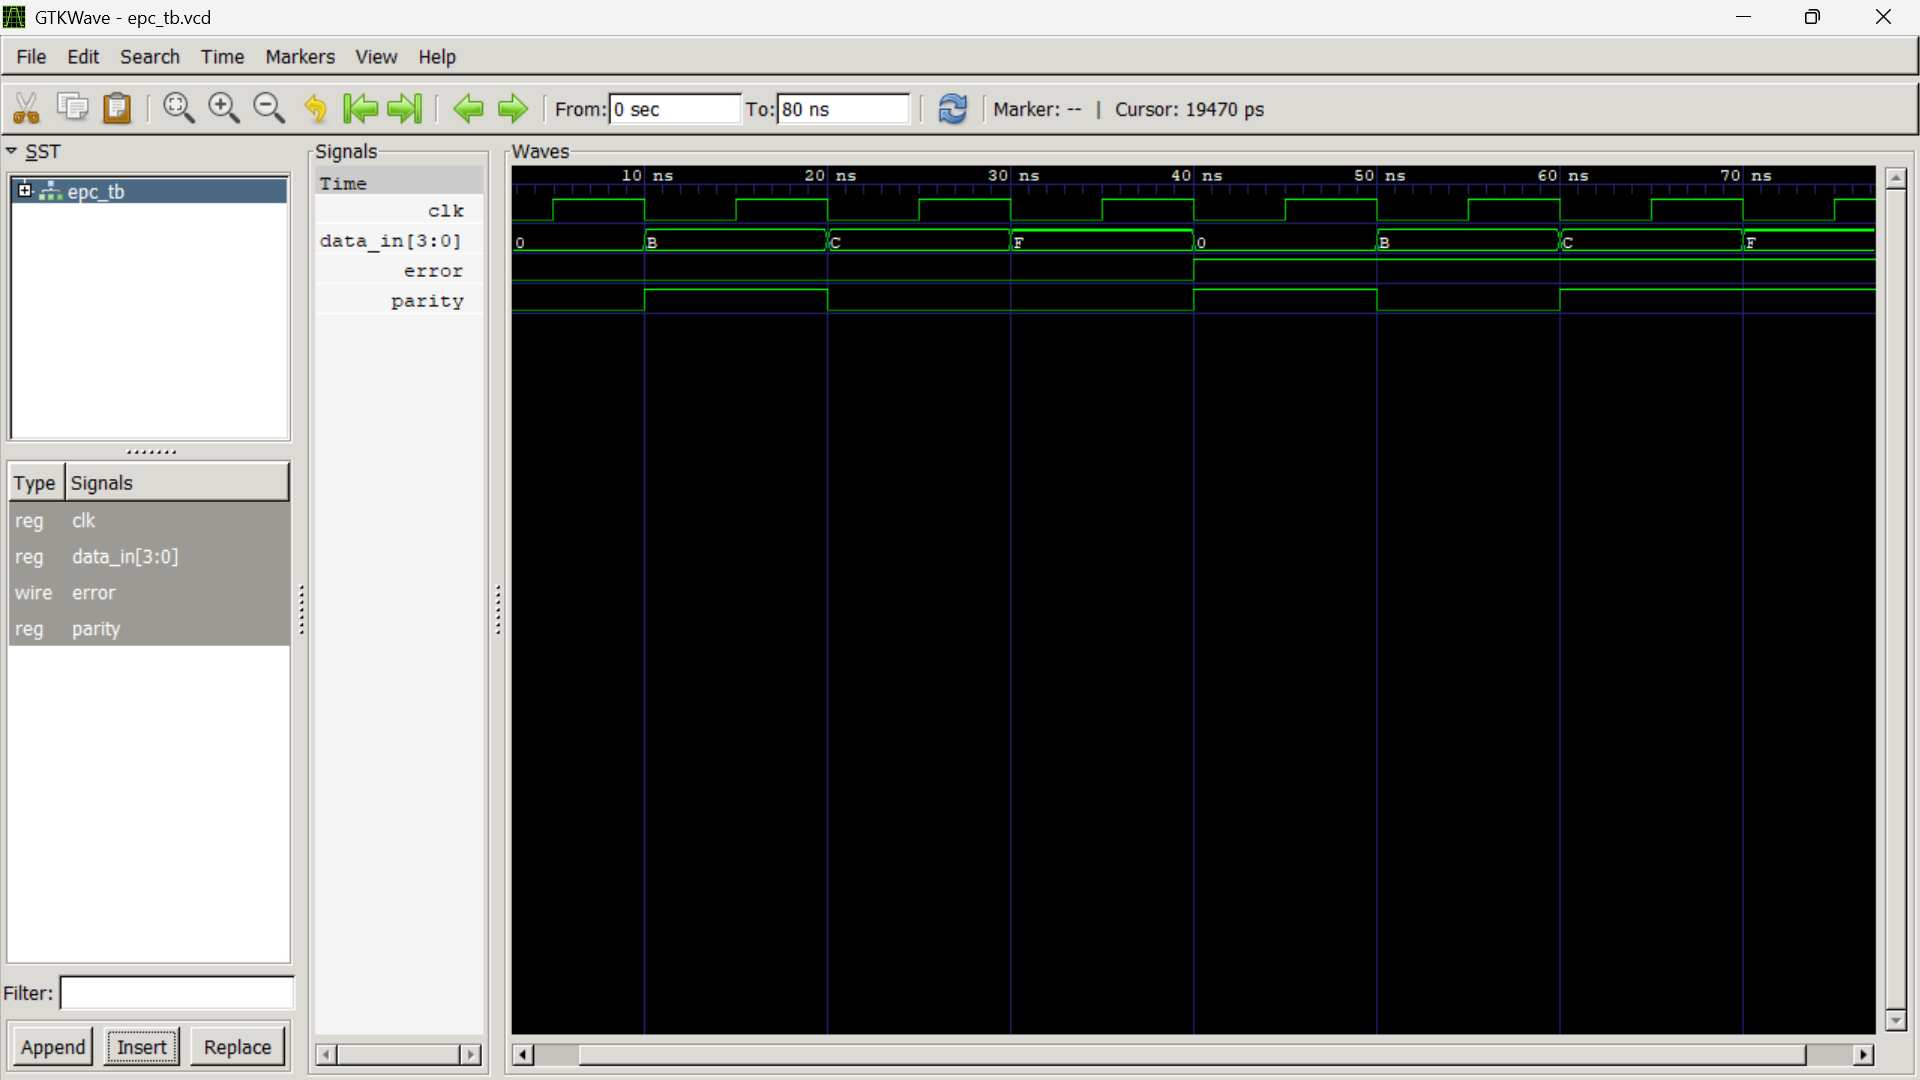 GTKWave - epc_tb.vcd
File Edit Search Time Markers View Help
From: 0 sec To: 80 ns Marker: -- | Cursor: 19470 ps
SST
epc_tb
Type Signals
reg clk
reg data_in[3:0]
wire error
reg parity
Filter:
Append Insert Replace
Signals
Time
clk
data_in[3:0]
error
parity
Waves
10 ns 20 ns 30 ns 40 ns 50 ns 60 ns 70 ns
0 B C F 0 B C F